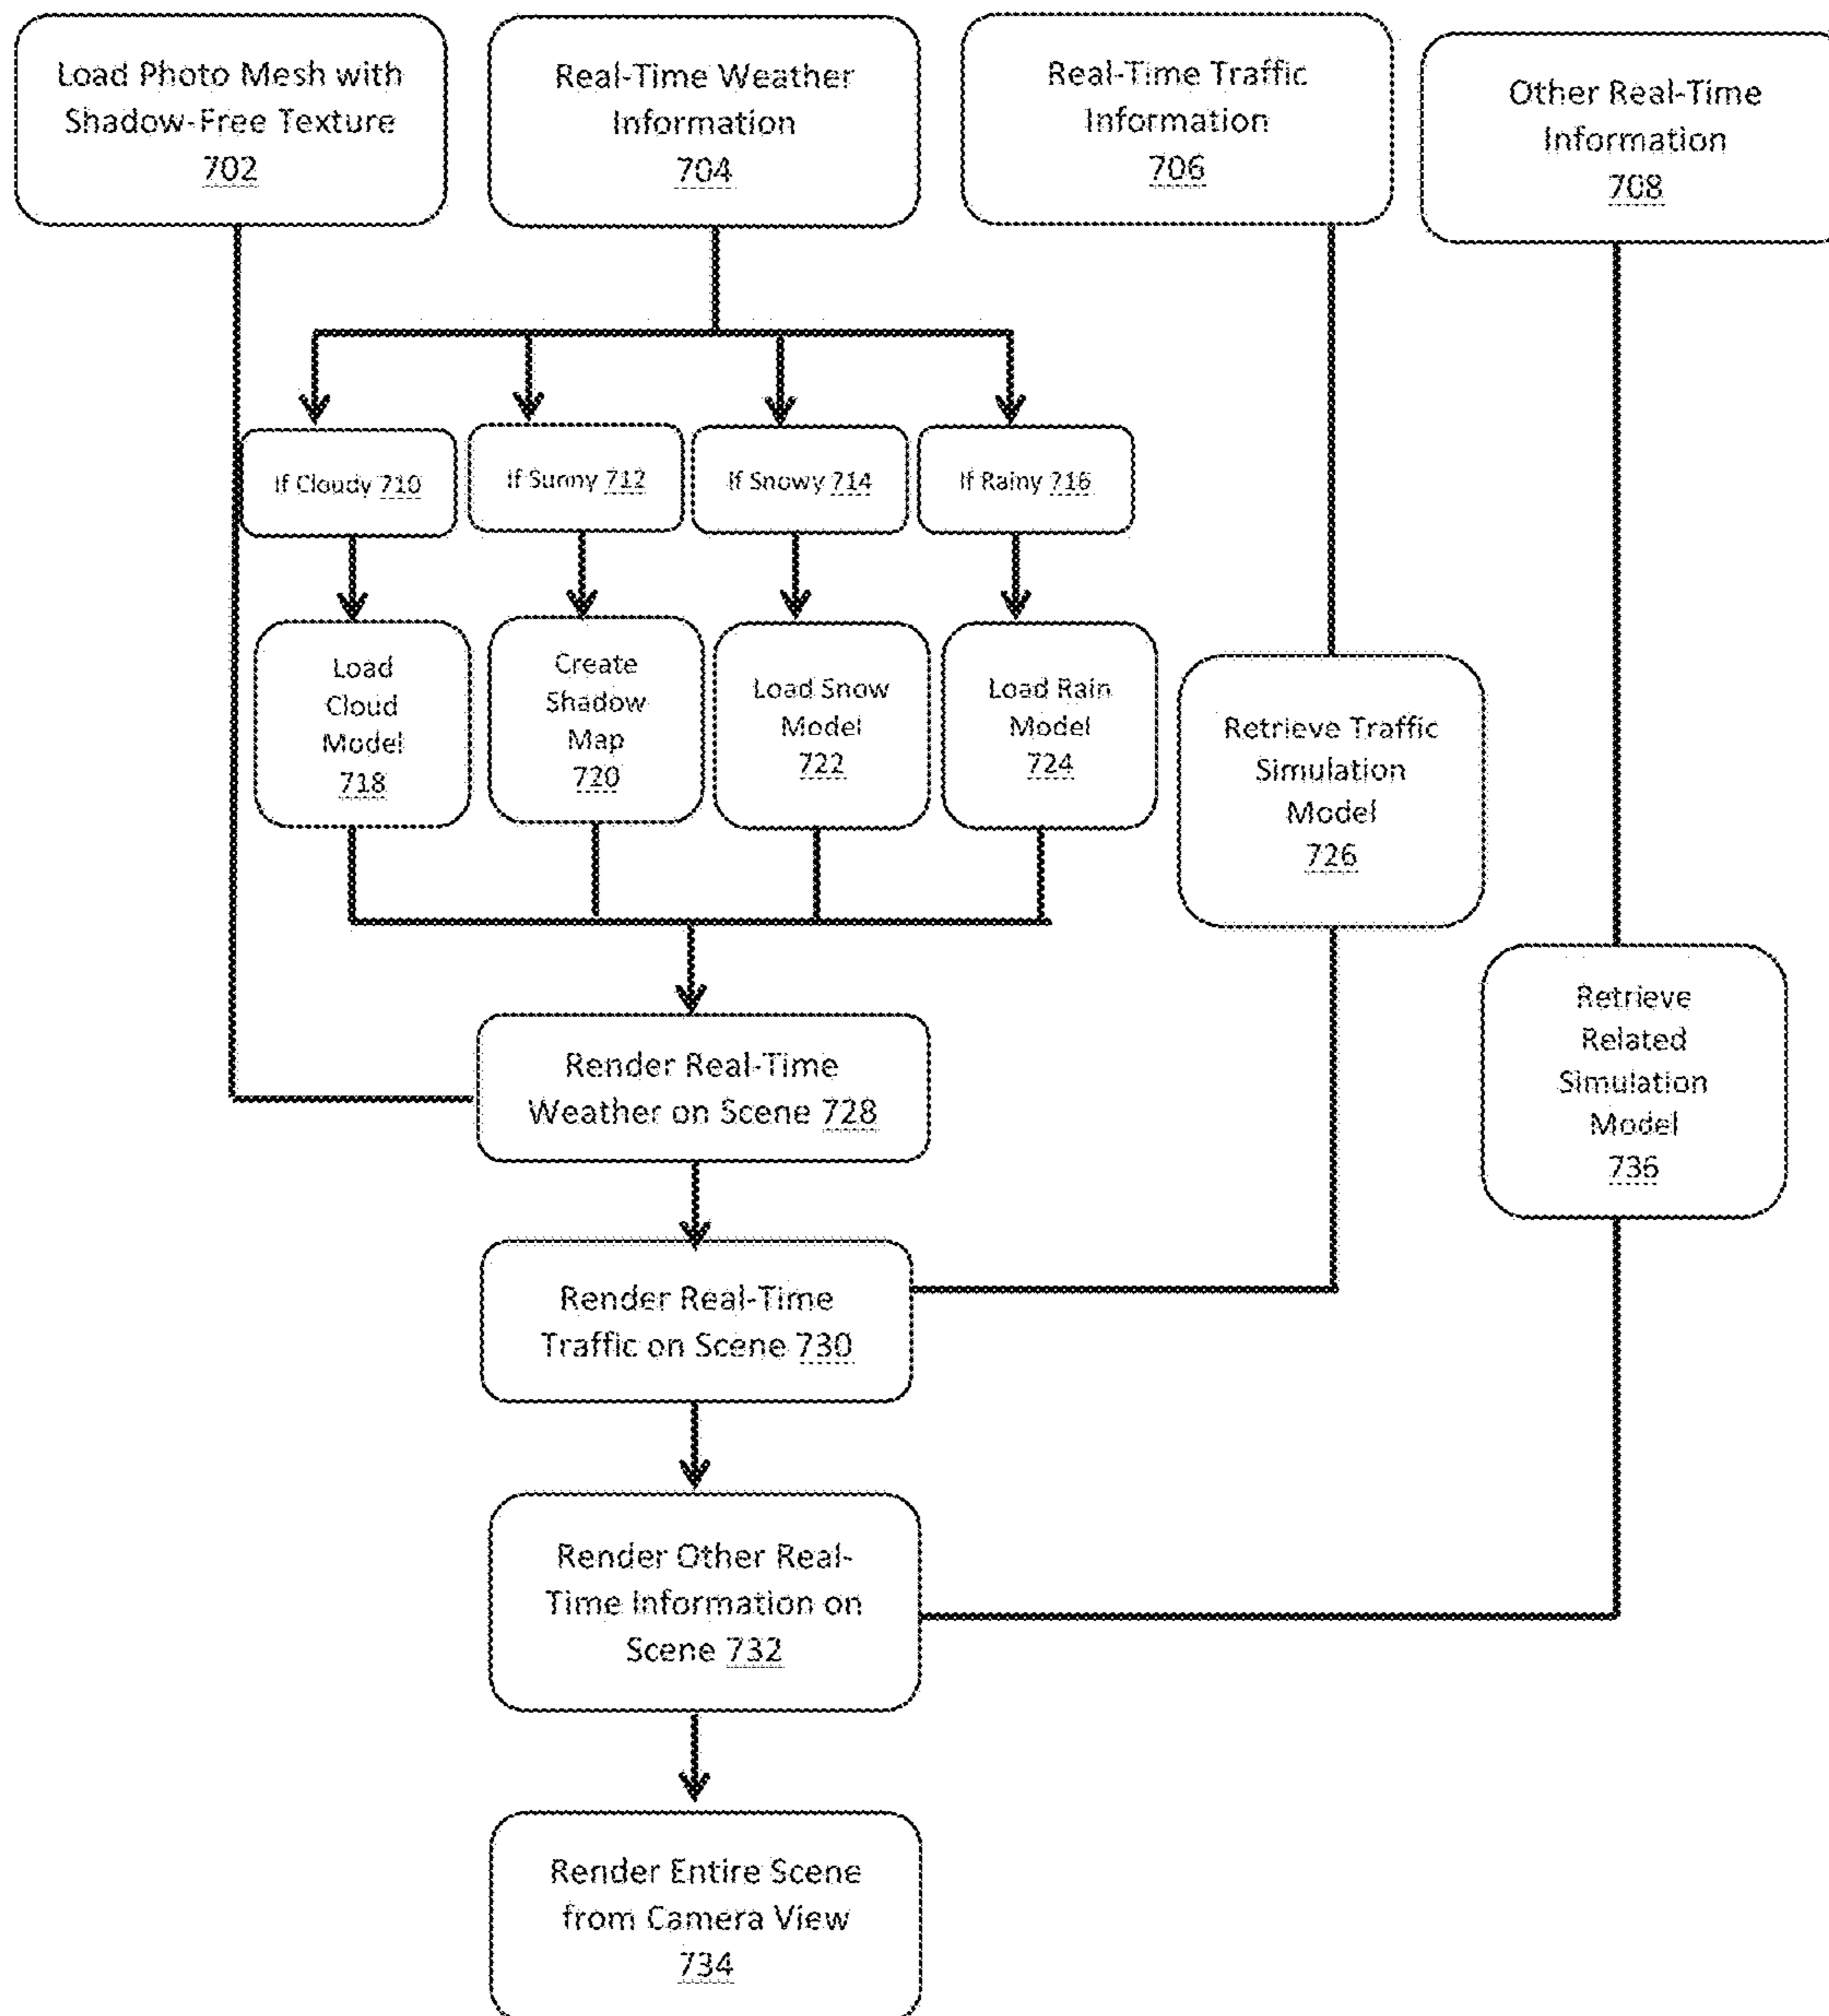 Load Photo Mesh with
Shadow-Free Texture
702
Real-Time Weather
Information
704
Real-Time Traffic
Information
706
Other Real-Time
Information
708
If Cloudy 710
If Sunny 712
If Snowy 714
If Rainy 716
Load
Cloud
Model
718
Create
Shadow
Map
720
Load Snow
Model
722
Load Rain
Model
724
Retrieve Traffic
Simulation
Model
726
Retrieve
Related
Simulation
Model
736
Render Real-Time
Weather on Scene 728
Render Real-Time
Traffic on Scene 730
Render Other Real-
Time Information on
Scene 732
Render Entire Scene
from Camera View
734